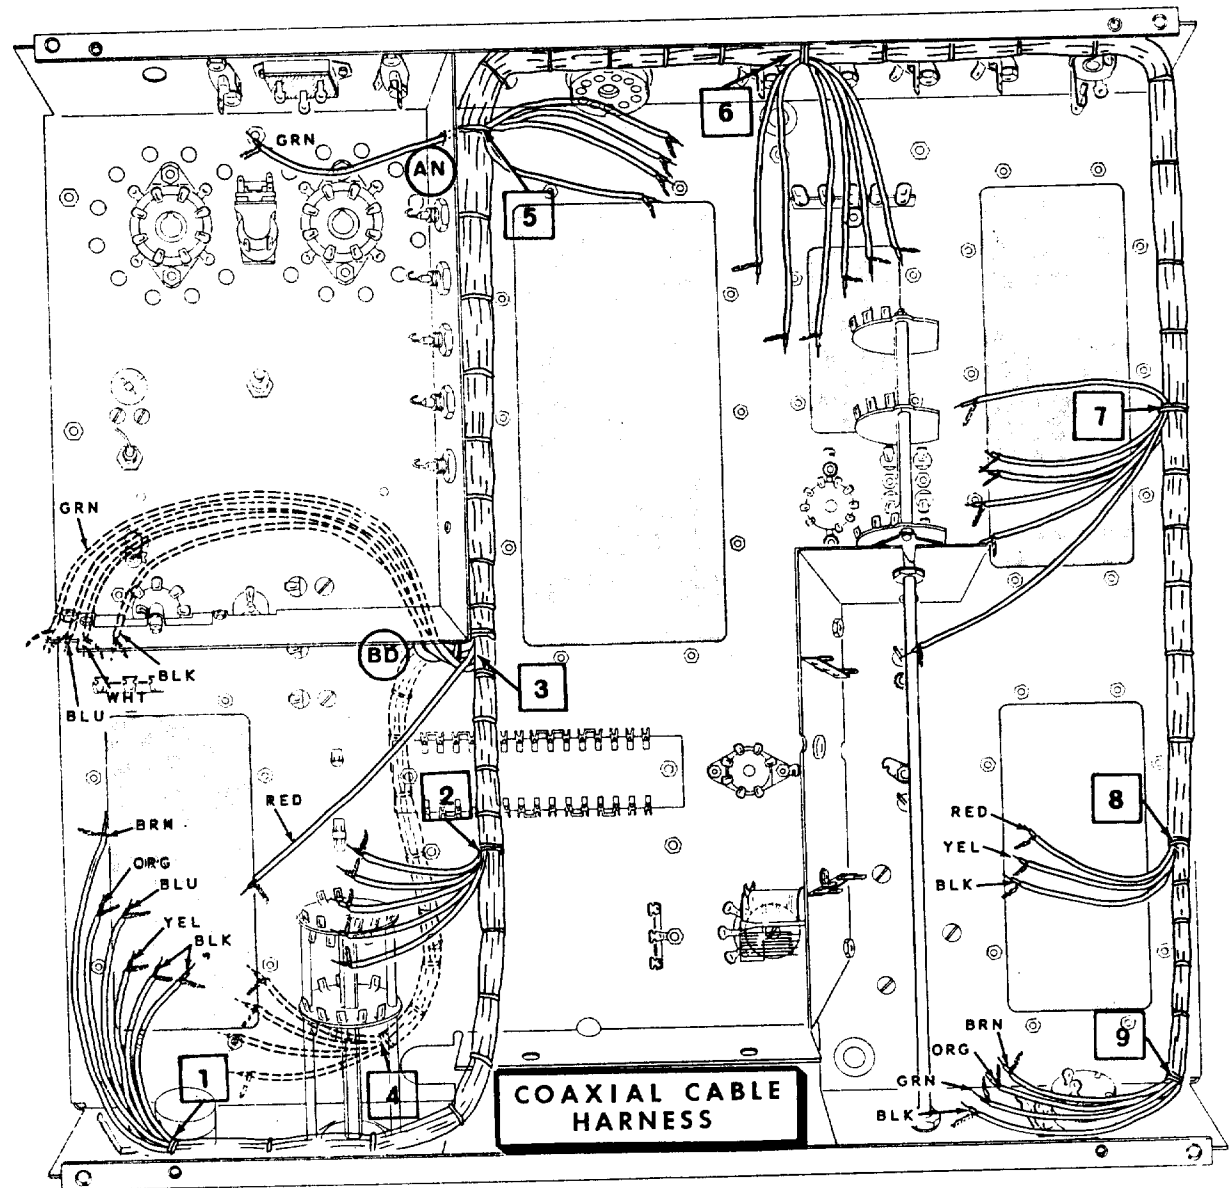 6
GRN
AN
5
7
GRN
BD
3
BLK
WHT
BLU
2
8
RED
RED
BRN
YEL
ORG
BLK
BLU
YEL
BLK
BRN
9
ORG
1
GRN
4
COAXIAL CABLE
HARNESS
BLK